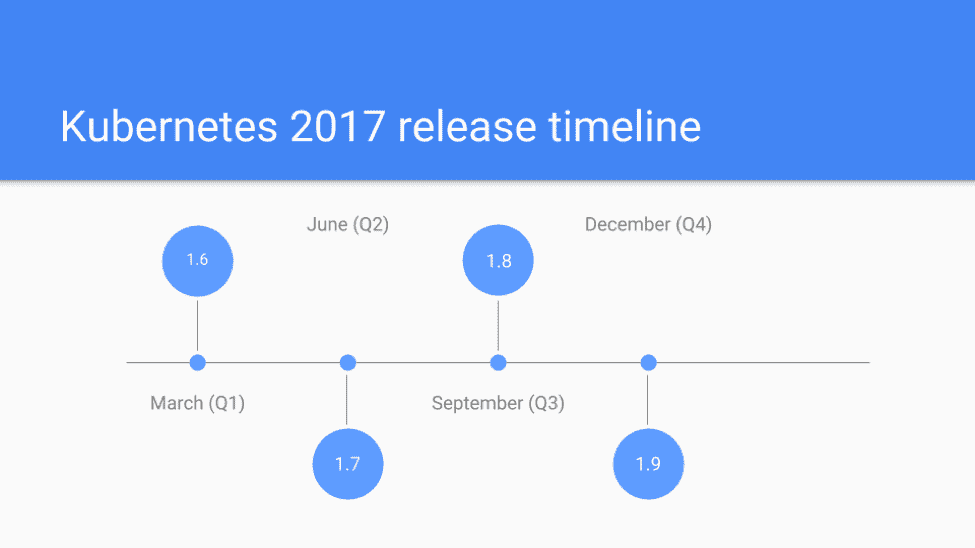 Kubernetes 2017 release timeline
June (Q2)
December (Q4)
1.6
1.8
March (Q1)
September (Q3)
1.7
1.9